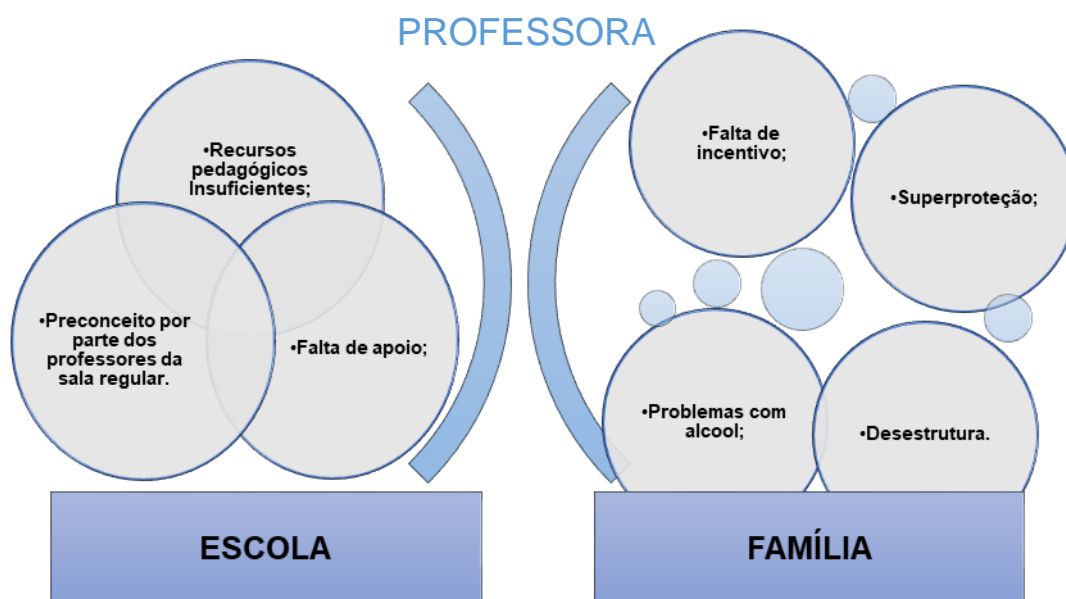 PROFESSORA
•Recursos
pedagógicos
Insuficientes;
•Preconceito por
parte dos
professores da
sala regular.
•Falta de apoio;
ESCOLA
•Falta de
incentivo;
•Superproteção;
•Problemas com
alcool;
•Desestrutura.
FAMÍLIA